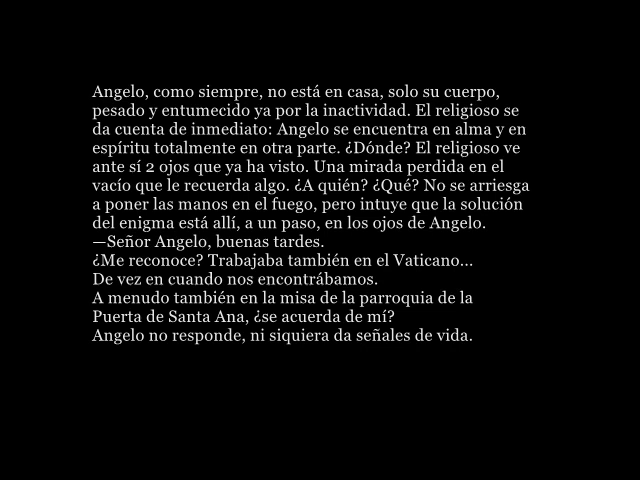 Angelo, como siempre, no está en casa, solo su cuerpo,
pesado y entumecido ya por la inactividad. El religioso se
da cuenta de inmediato: Angelo se encuentra en alma y en
espíritu totalmente en otra parte. ¿Dónde? El religioso ve
ante sí 2 ojos que ya ha visto. Una mirada perdida en el
vacío que le recuerda algo. ¿A quién? ¿Qué? No se arriesga
a poner las manos en el fuego, pero intuye que la solución
del enigma está allí, a un paso, en los ojos de Angelo.
—Señor Angelo, buenas tardes.
¿Me reconoce? Trabajaba también en el Vaticano...
De vez en cuando nos encontrábamos.
A menudo también en la misa de la parroquia de la
Puerta de Santa Ana, ¿se acuerda de mí?
Angelo no responde, ni siquiera da señales de vida.